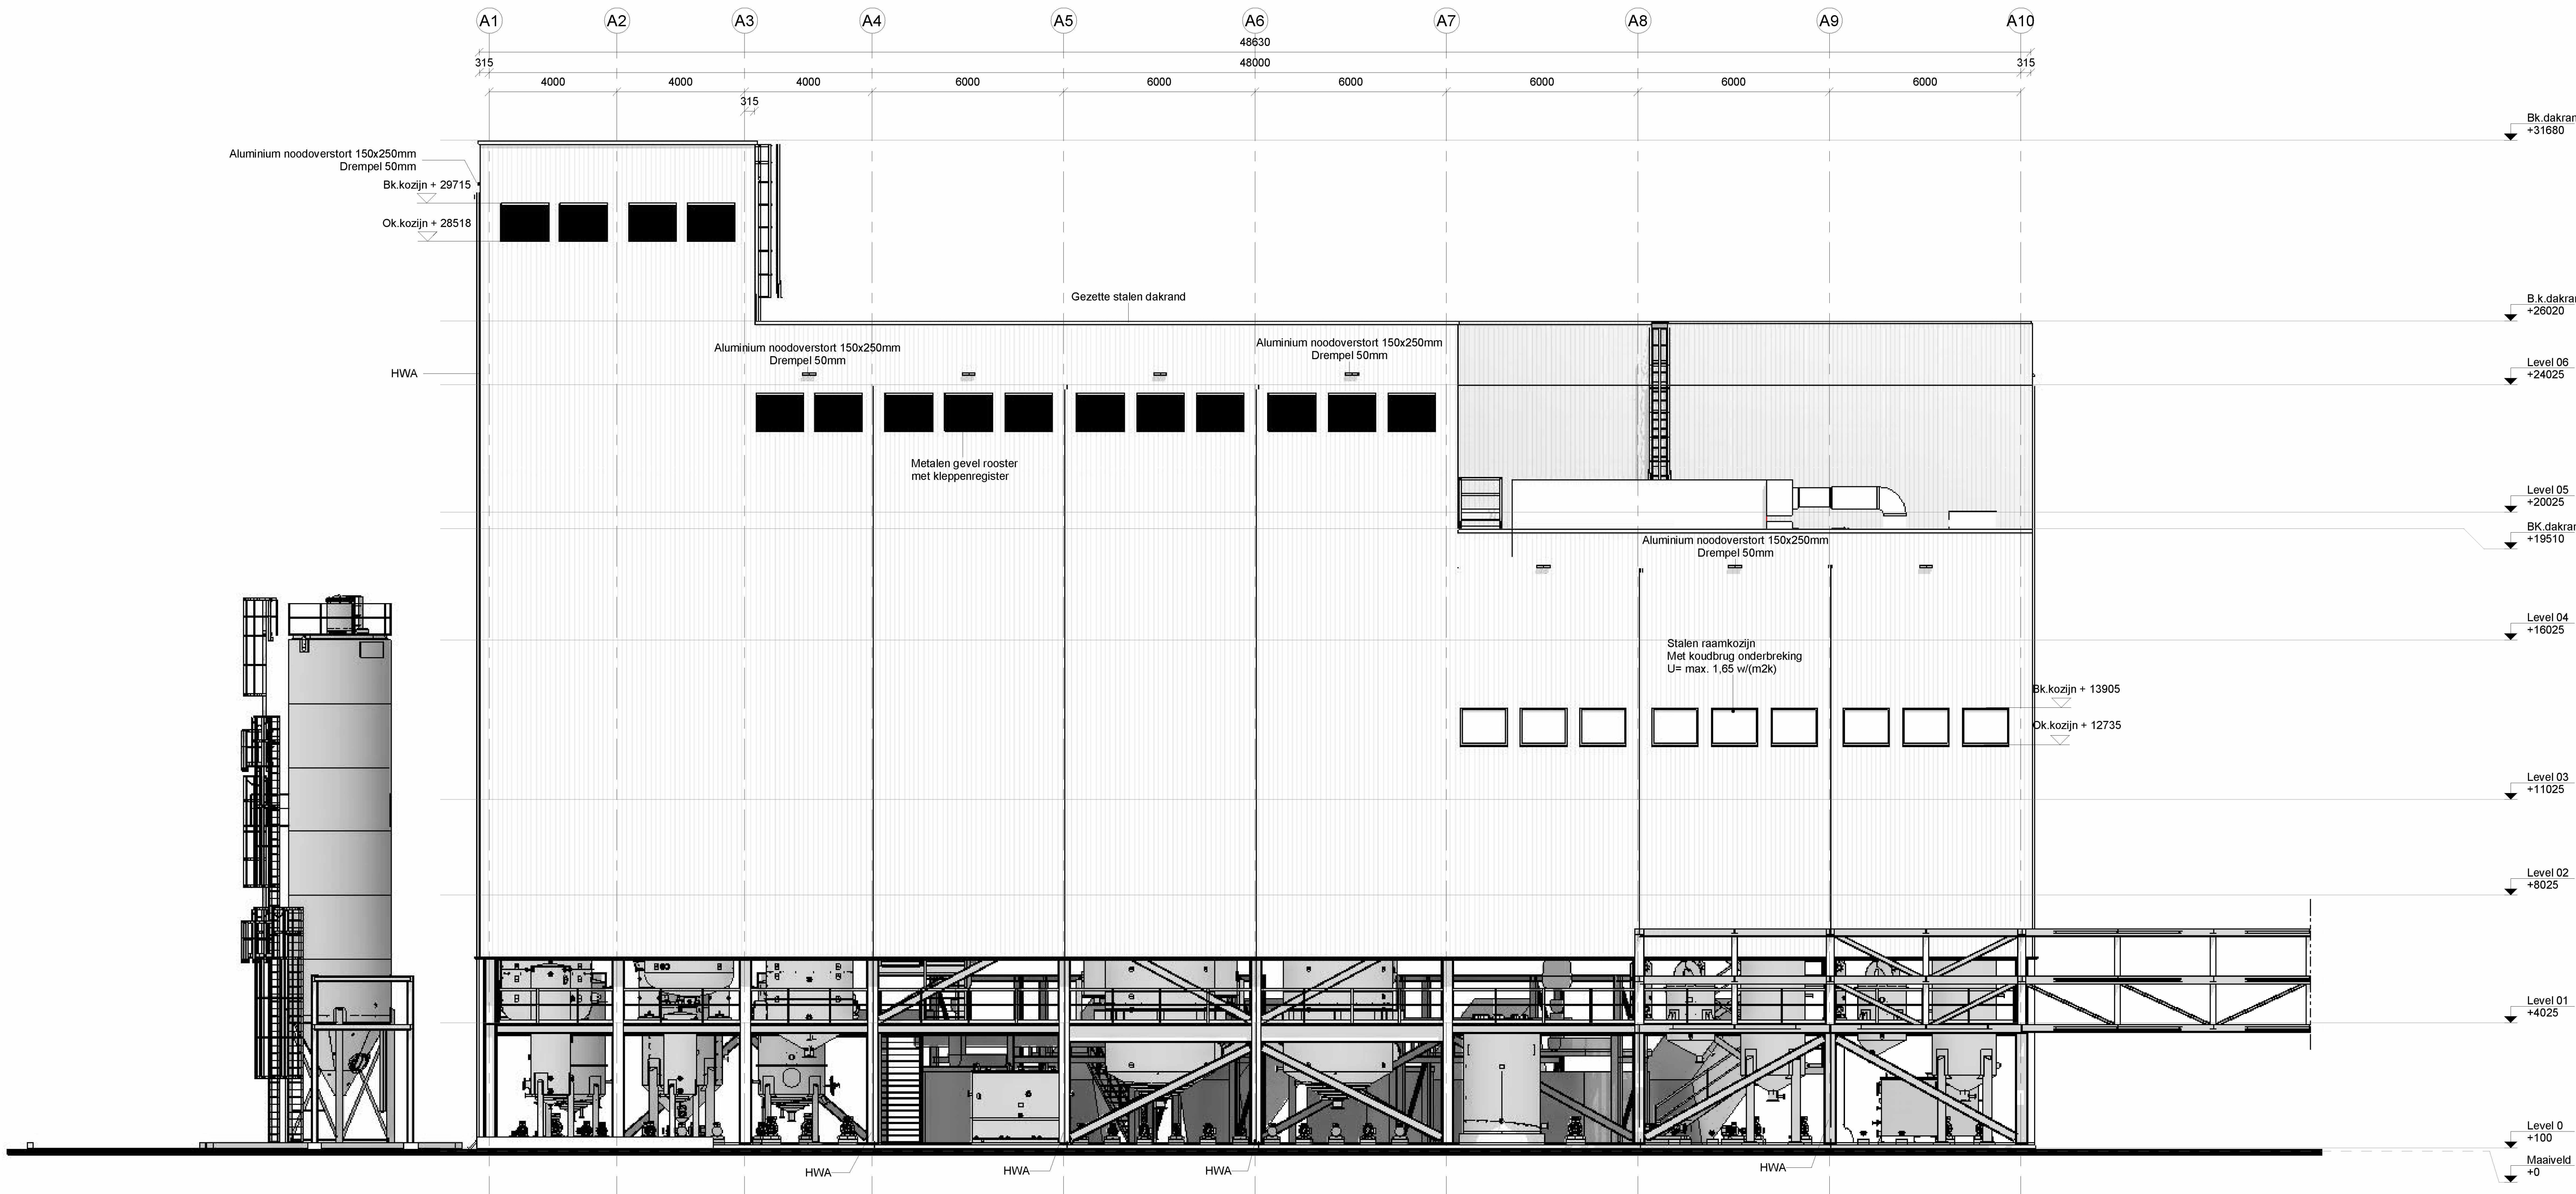 A1 A2 A3 A4 A5 A6 A7 A8 A9 A10
48630
315 48000 315
4000 4000 4000 6000 6000 6000 6000 6000 6000
315
Bk.dakran
+31680
Aluminium noodoverstort 150x250mm
Drempel 50mm
Bk.kozijn + 29715
Ok.kozijn + 28518
Gezette stalen dakrand
B.k.dakran
+26020
Aluminium noodoverstort 150x250mm
Drempel 50mm
Aluminium noodoverstort 150x250mm
Drempel 50mm
HWA
Level 06
+24025
Metalen gevel rooster
met kleppenregister
Level 05
+20025
BK.dakran
+19510
Aluminium noodoverstort 150x250mm
Drempel 50mm
Level 04
+16025
Stalen raamkozijn
Met koudbrug onderbreking
U= max. 1,65 w/(m2k)
Bk.kozijn + 13905
Ok.kozijn + 12735
Level 03
+11025
Level 02
+8025
Level 01
+4025
Level 0
+100
HWA HWA HWA HWA
Maaiveld
+0